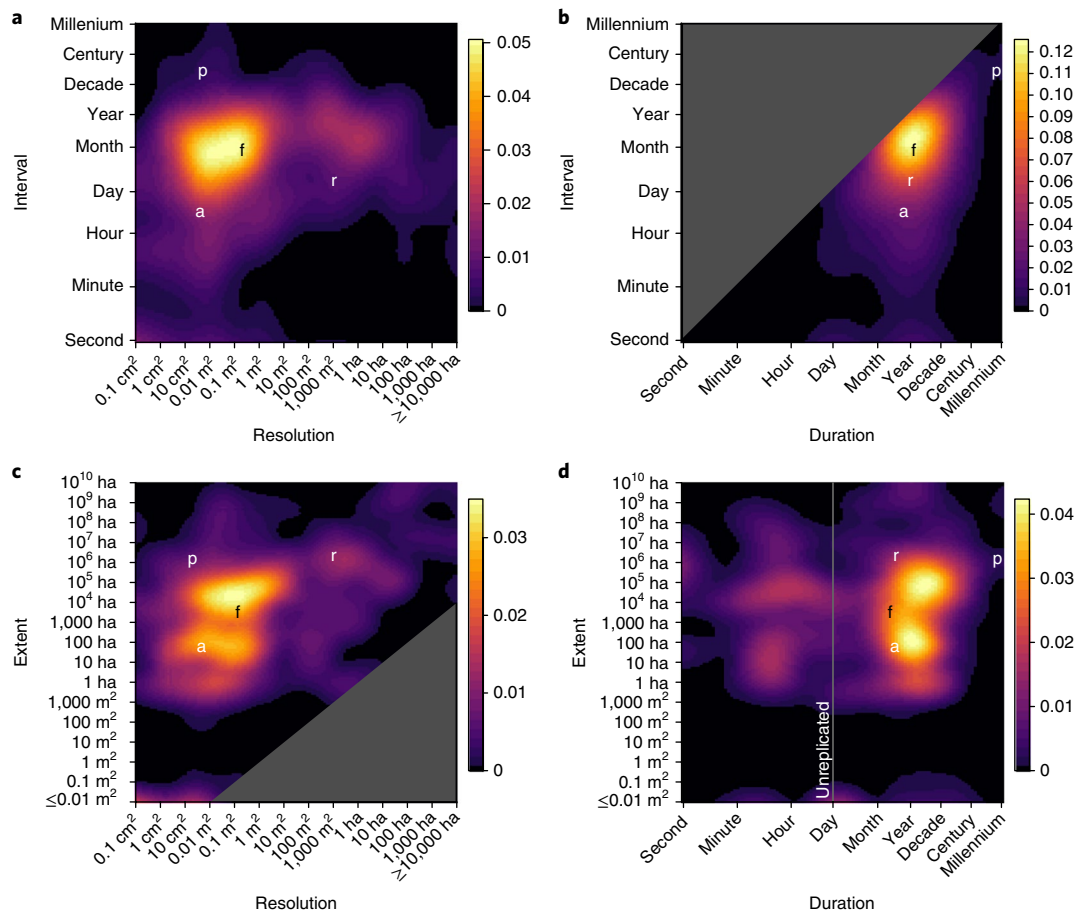 a
Millenium
Century
Decade
Year
Month
Day
Hour
Minute
Second
Interval
p
f
r
a
0.1 cm²
1 cm²
10 cm²
0.01 m²
0.1 m²
1 m²
10 m²
100 m²
1,000 m²
1 ha
10 ha
100 ha
1,000 ha
≥10,000 ha
Resolution
0.05
0.04
0.03
0.02
0.01
0
b
Millennium
Century
Decade
Year
Month
Day
Hour
Minute
Second
Interval
p
f
r
a
Second
Minute
Hour
Day
Month
Year
Decade
Century
Millennium
Duration
0.12
0.11
0.10
0.09
0.08
0.07
0.06
0.05
0.04
0.03
0.02
0.01
0
c
10¹⁰ ha
10⁹ ha
10⁸ ha
10⁷ ha
10⁶ ha
10⁵ ha
10⁴ ha
1,000 ha
100 ha
10 ha
1 ha
1,000 m²
100 m²
10 m²
1 m²
0.1 m²
≤0.01 m²
Extent
p
r
f
a
0.1 cm²
1 cm²
10 cm²
0.01 m²
0.1 m²
1 m²
10 m²
100 m²
1,000 m²
1 ha
10 ha
100 ha
1,000 ha
≥10,000 ha
Resolution
0.03
0.02
0.01
0
d
10¹⁰ ha
10⁹ ha
10⁸ ha
10⁷ ha
10⁶ ha
10⁵ ha
10⁴ ha
1,000 ha
100 ha
10 ha
1 ha
1,000 m²
100 m²
10 m²
1 m²
0.1 m²
≤0.01 m²
Extent
r
p
f
a
Unreplicated
Second
Minute
Hour
Day
Month
Year
Decade
Century
Millennium
Duration
0.04
0.03
0.02
0.01
0